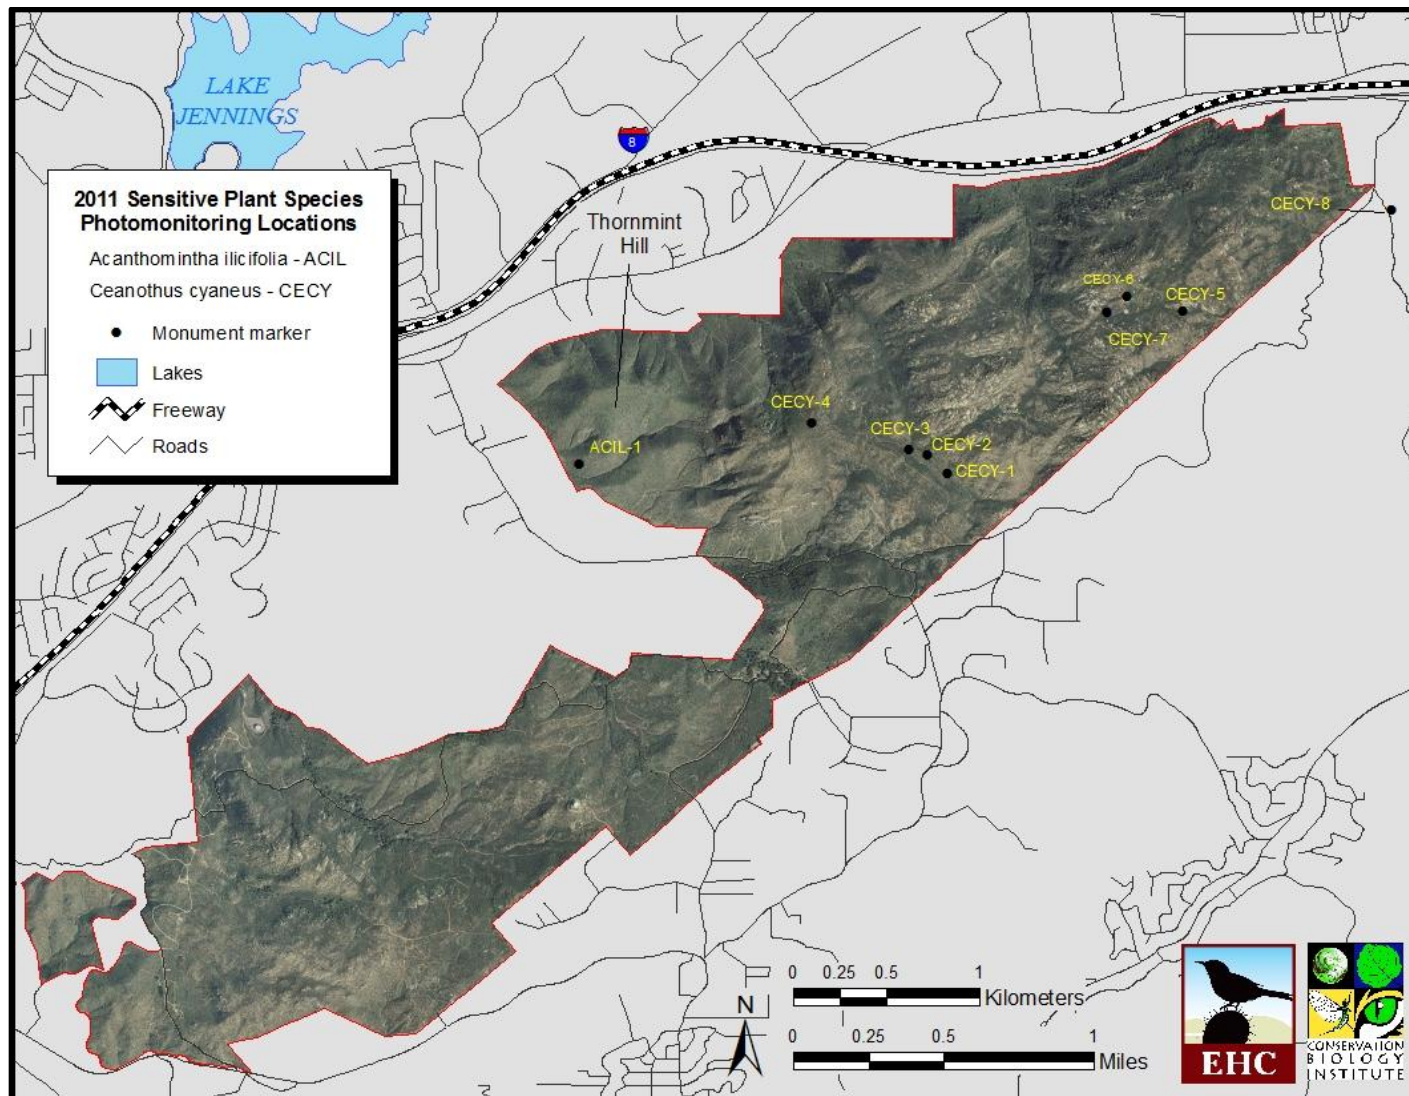 LAKE
JENNINGS
8
2011 Sensitive Plant Species
Photomonitoring Locations
Acanthomintha ilicifolia - ACIL
Ceanothus cyaneus - CECY
Monument marker
Lakes
Freeway
Roads
Thornmint
Hill
CECY-8
CECY-6
CECY-5
CECY-7
CECY-4
CECY-3
CECY-2
CECY-1
ACIL-1
0 0.25 0.5 1
Kilometers
N
0 0.25 0.5 1
Miles
EHC
CONSERVATION
BIOLOGY
INSTITUTE